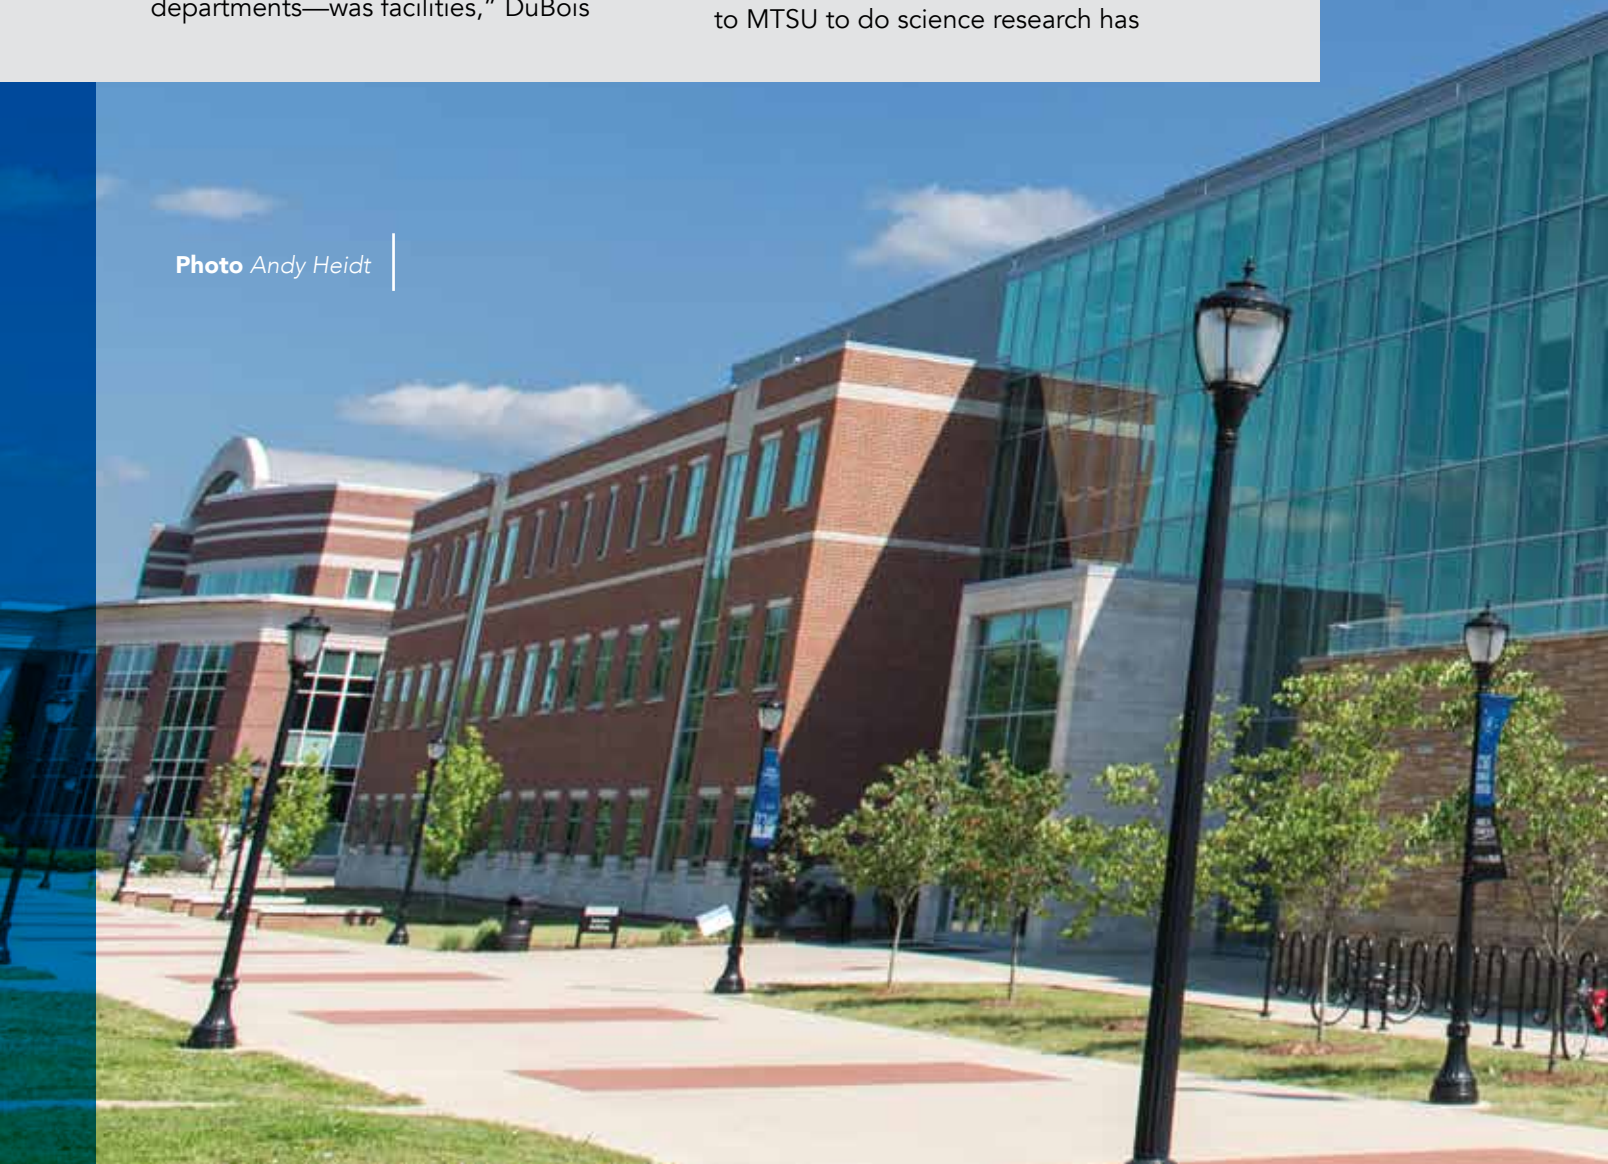 departments—was facilities,” DuBois
to MTSU to do science research has
Photo Andy Heidt